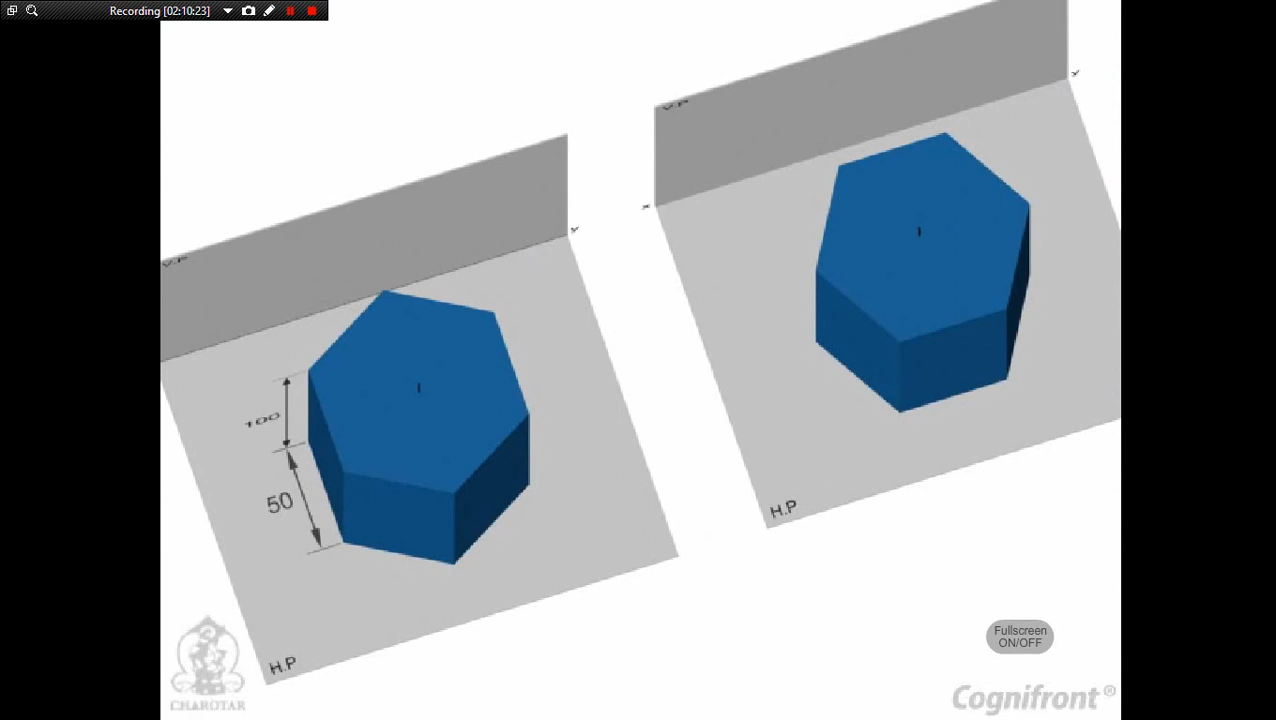 Recording [02:10:23]
V.P
y
V.P
x
y
100
50
H.P
H.P
Fullscreen
ON/OFF
CHAROTAR
Cognifront®